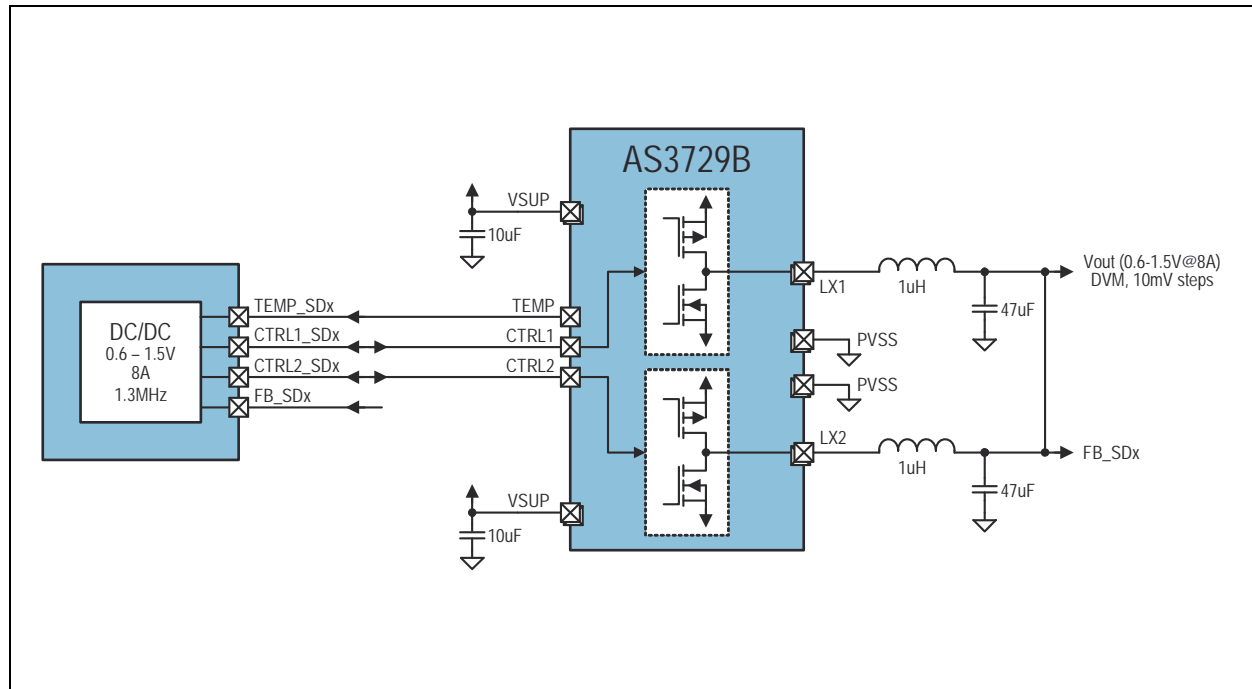 AS3729B
VSUP
10uF
DC/DC
0.6 – 1.5V
8A
1.3MHz
TEMP_SDx
CTRL1_SDx
CTRL2_SDx
FB_SDx
TEMP
CTRL1
CTRL2
VSUP
10uF
LX1
1uH
47uF
Vout (0.6-1.5V@8A)
DVM, 10mV steps
PVSS
PVSS
LX2
1uH
47uF
FB_SDx